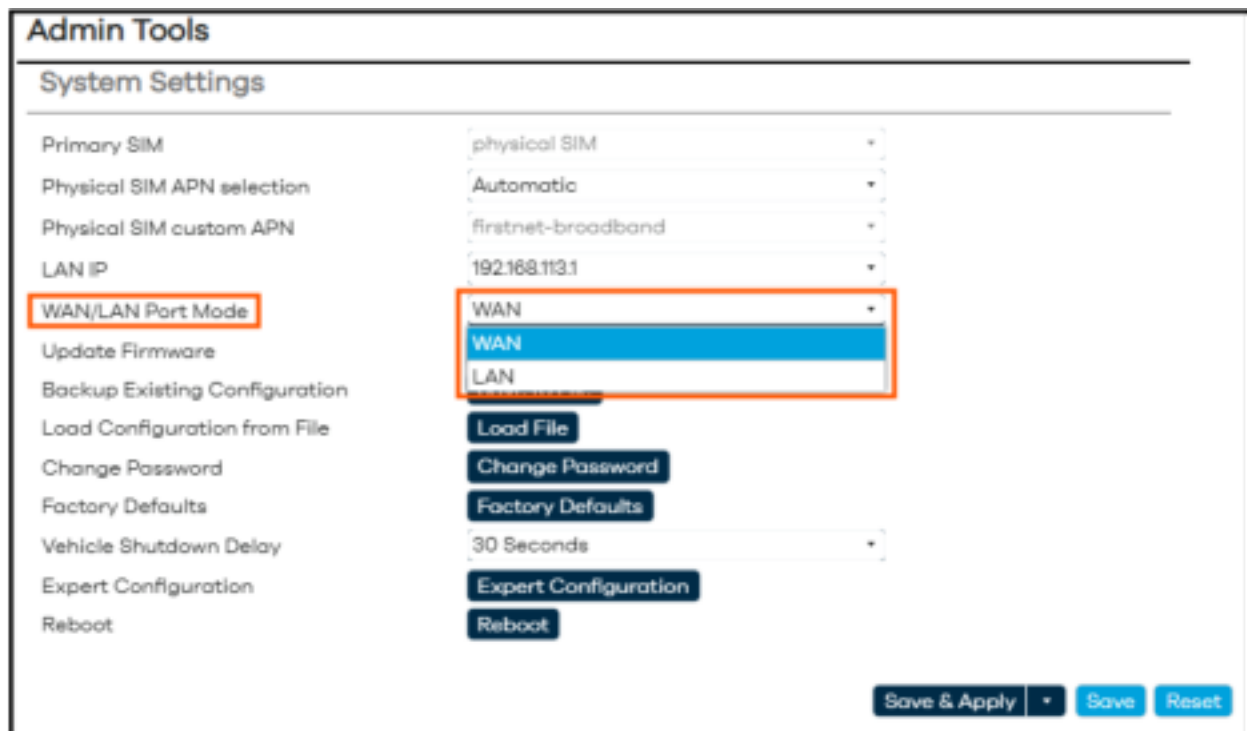 Admin Tools
System Settings
Primary SIM physical SIM
Physical SIM APN selection Automatic
Physical SIM custom APN firstnet-broadband
LAN IP 192.168.113.1
WAN/LAN Port Mode WAN
WAN
Update Firmware
LAN
Backup Existing Configuration
Load Configuration from File Load File
Change Password Change Password
Factory Defaults Factory Defaults
Vehicle Shutdown Delay 30 Seconds
Expert Configuration Expert Configuration
Reboot Reboot
Save & Apply Save Reset